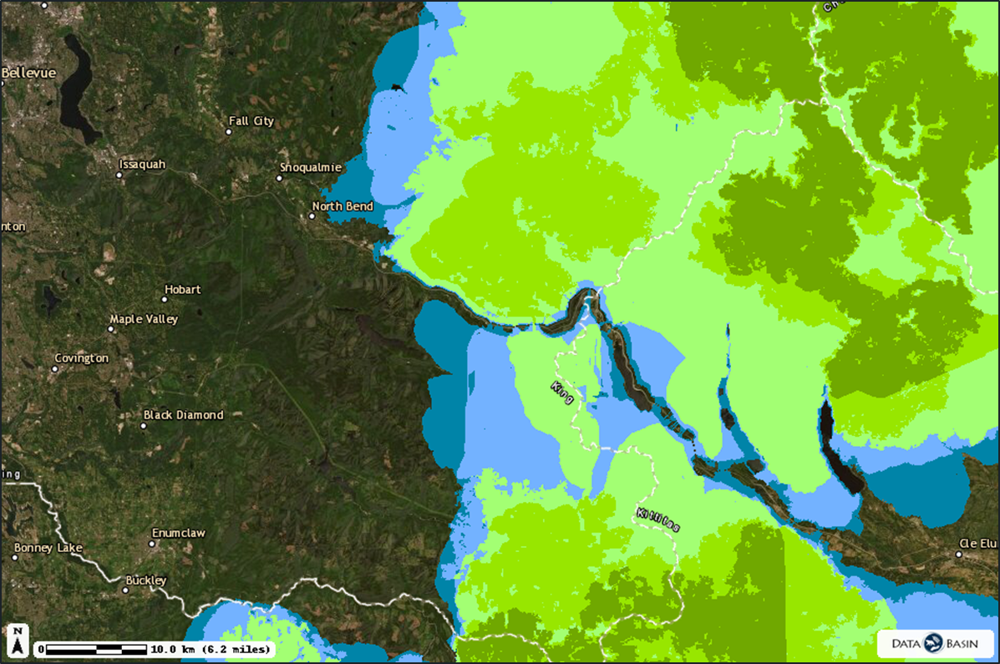 Bellevue
Fall City
Issaquah
Snoqualmie
North Bend
nton
Hobart
Maple Valley
Covington
King
Black Diamond
ing
Kittitas
Enumclaw
Bonney Lake
Cle Elu
Buckley
N
0 10.0 km (6.2 miles)
DATA BASIN